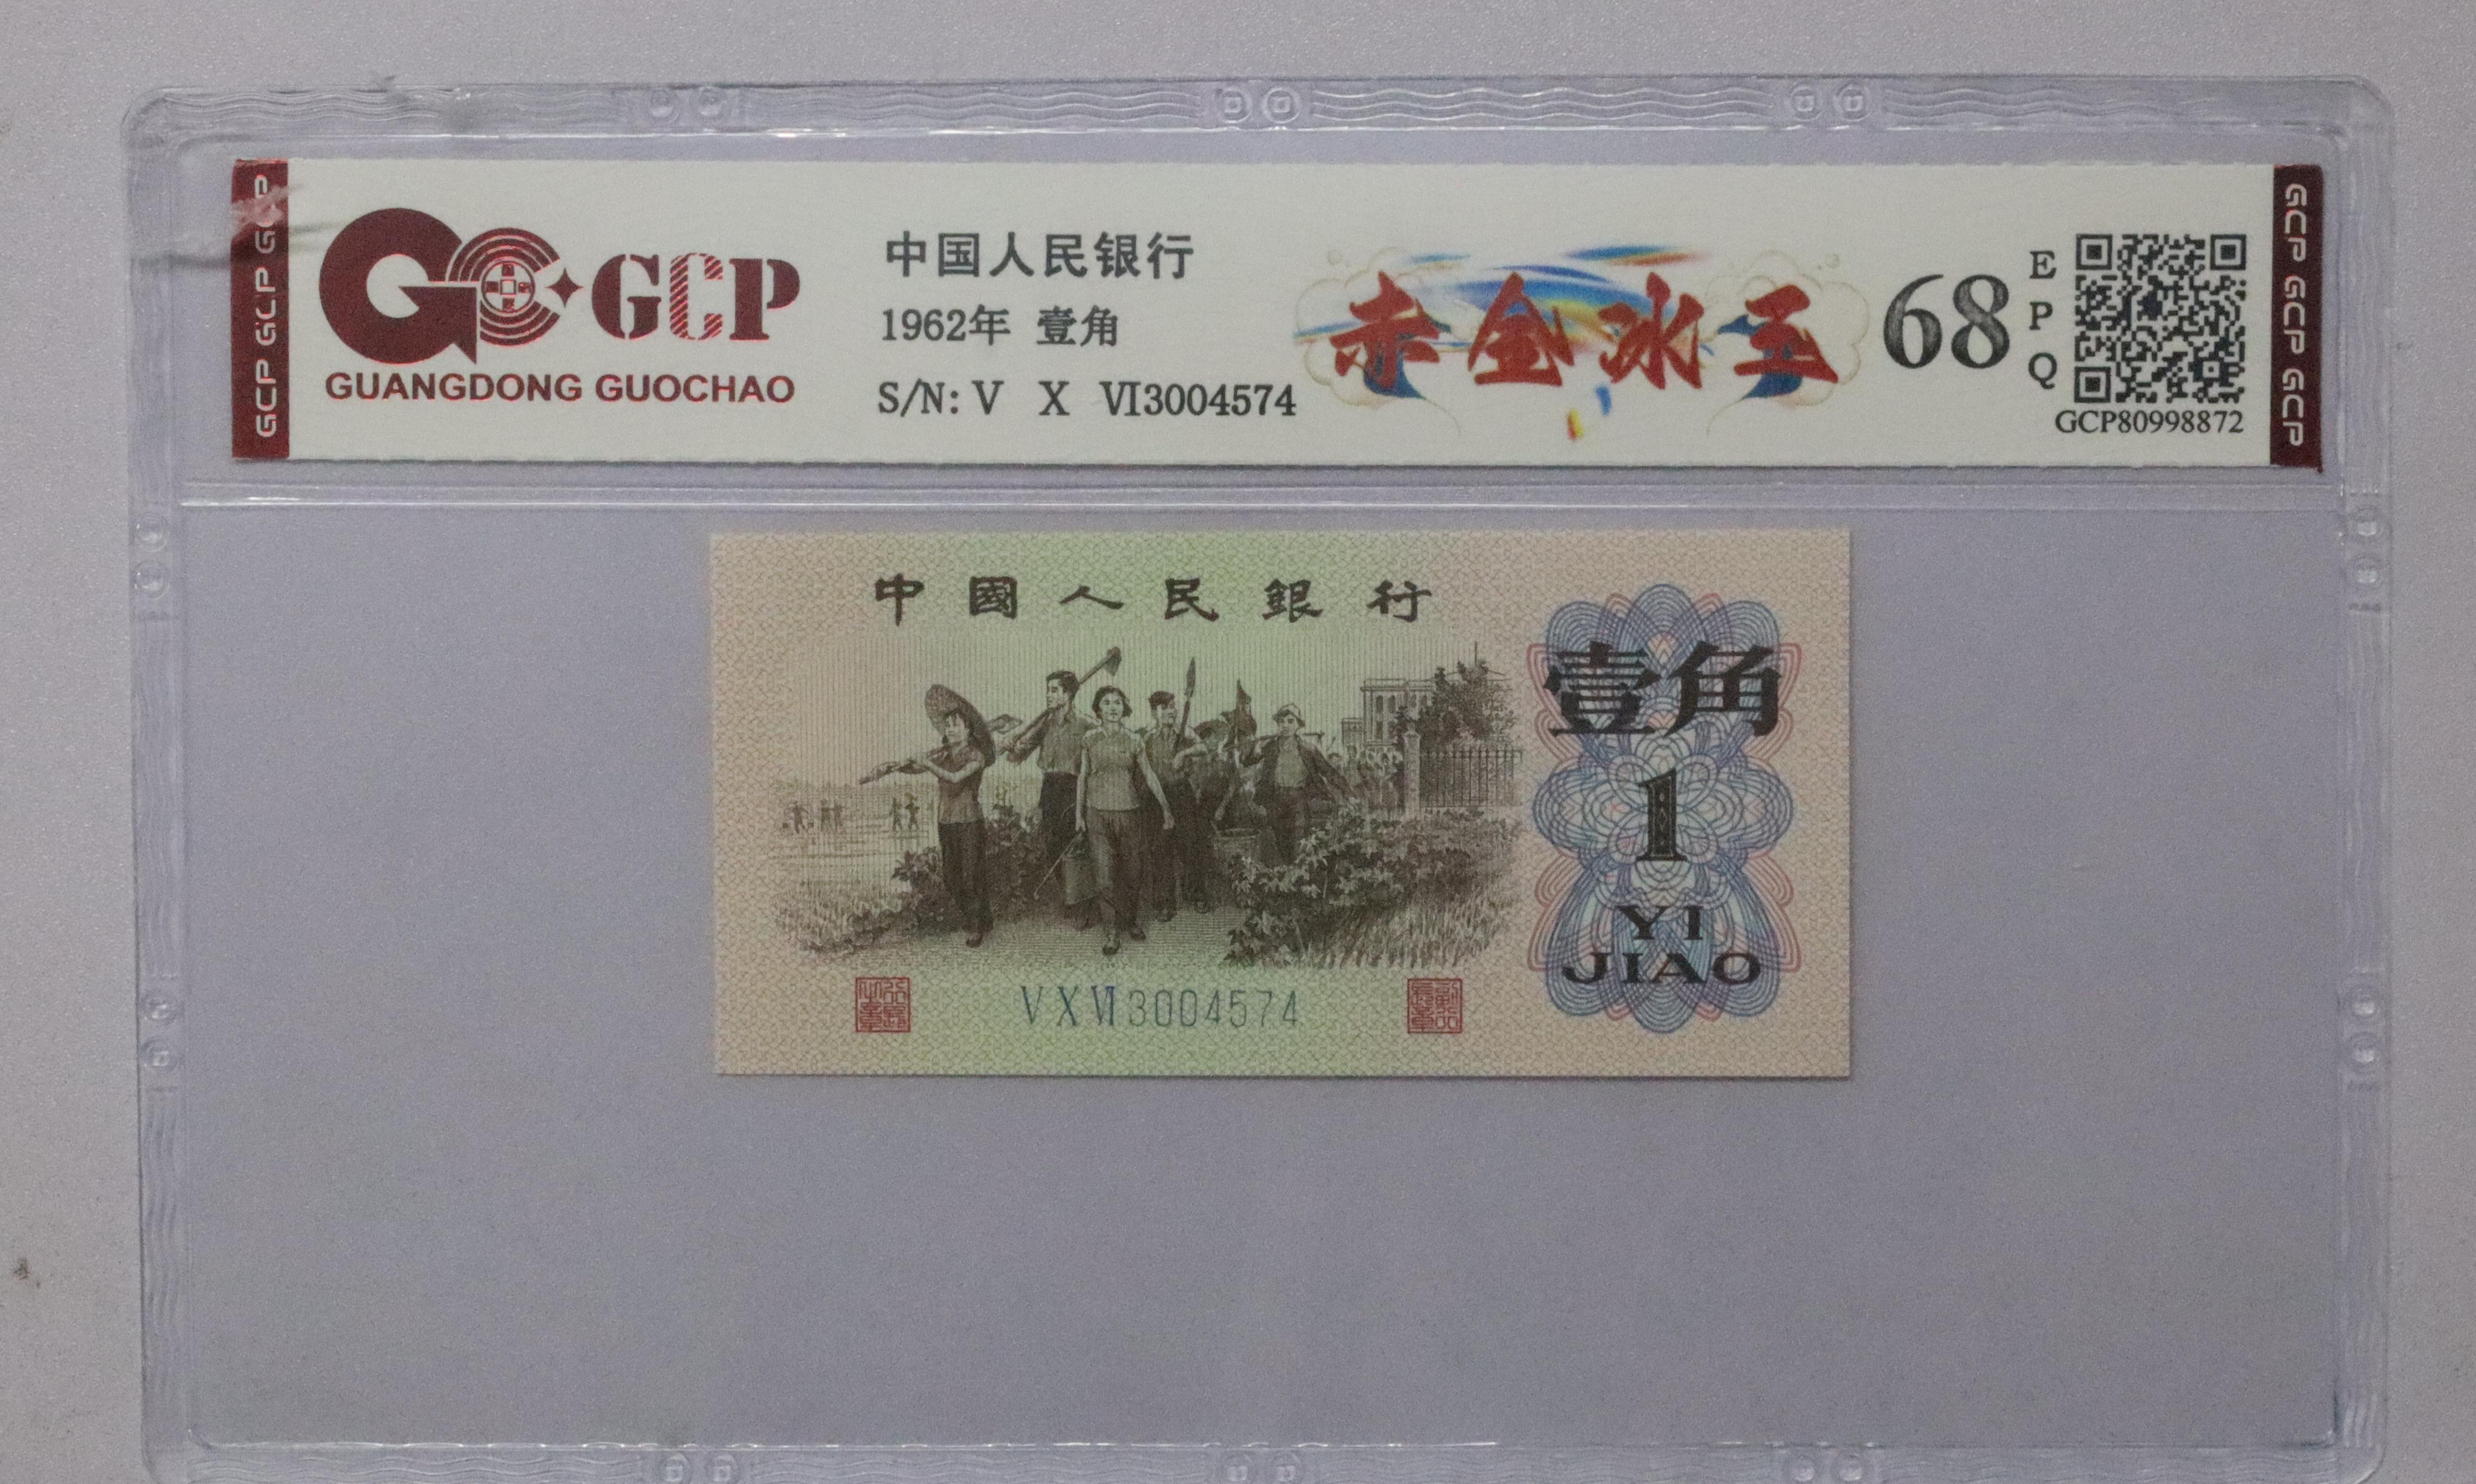 GCP GCP GCP
GCP
GUANGDONG GUOCHAO
中国人民银行
1962年 壹角
S/N: V X VI3004574
赤金冰玉
68
EPQ
GCP80998872
GCP GCP GCP
中國人民銀行
壹角
1
YI
JIAO
V X VI 3004574